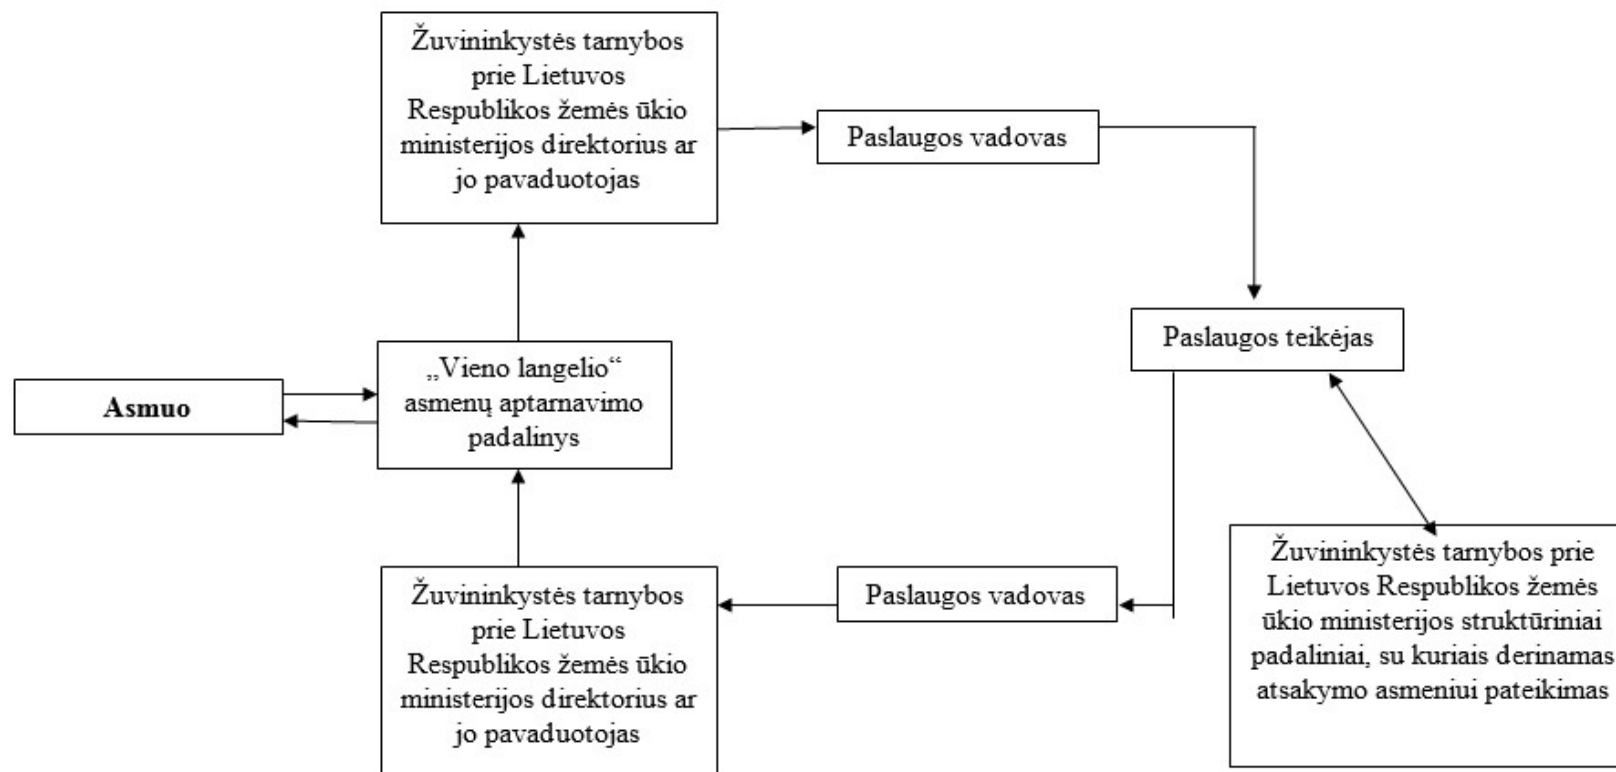 Žuvininkystės tarnybos
prie Lietuvos
Respublikos žemės ūkio
ministerijos direktorius ar
jo pavaduotojas
Paslaugos vadovas
Paslaugos teikėjas
„Vieno langelio“
asmenų aptarnavimo
padalinys
Asmuo
Žuvininkystės tarnybos prie
Lietuvos Respublikos žemės
ūkio ministerijos struktūriniai
padaliniai, su kuriais derinamas
atsakymo asmeniui pateikimas
Paslaugos vadovas
Žuvininkystės tarnybos
prie Lietuvos
Respublikos žemės ūkio
ministerijos direktorius ar
jo pavaduotojas